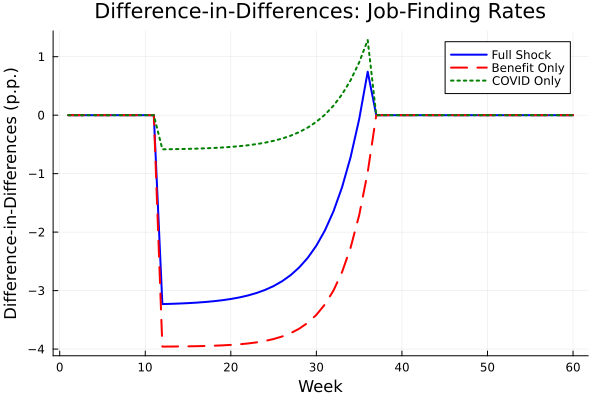 Difference-in-Differences: Job-Finding Rates
Difference-in-Differences (p.p.)
1
0
−1
−2
−3
−4
Full Shock
Benefit Only
COVID Only
0 10 20 30 40 50 60
Week